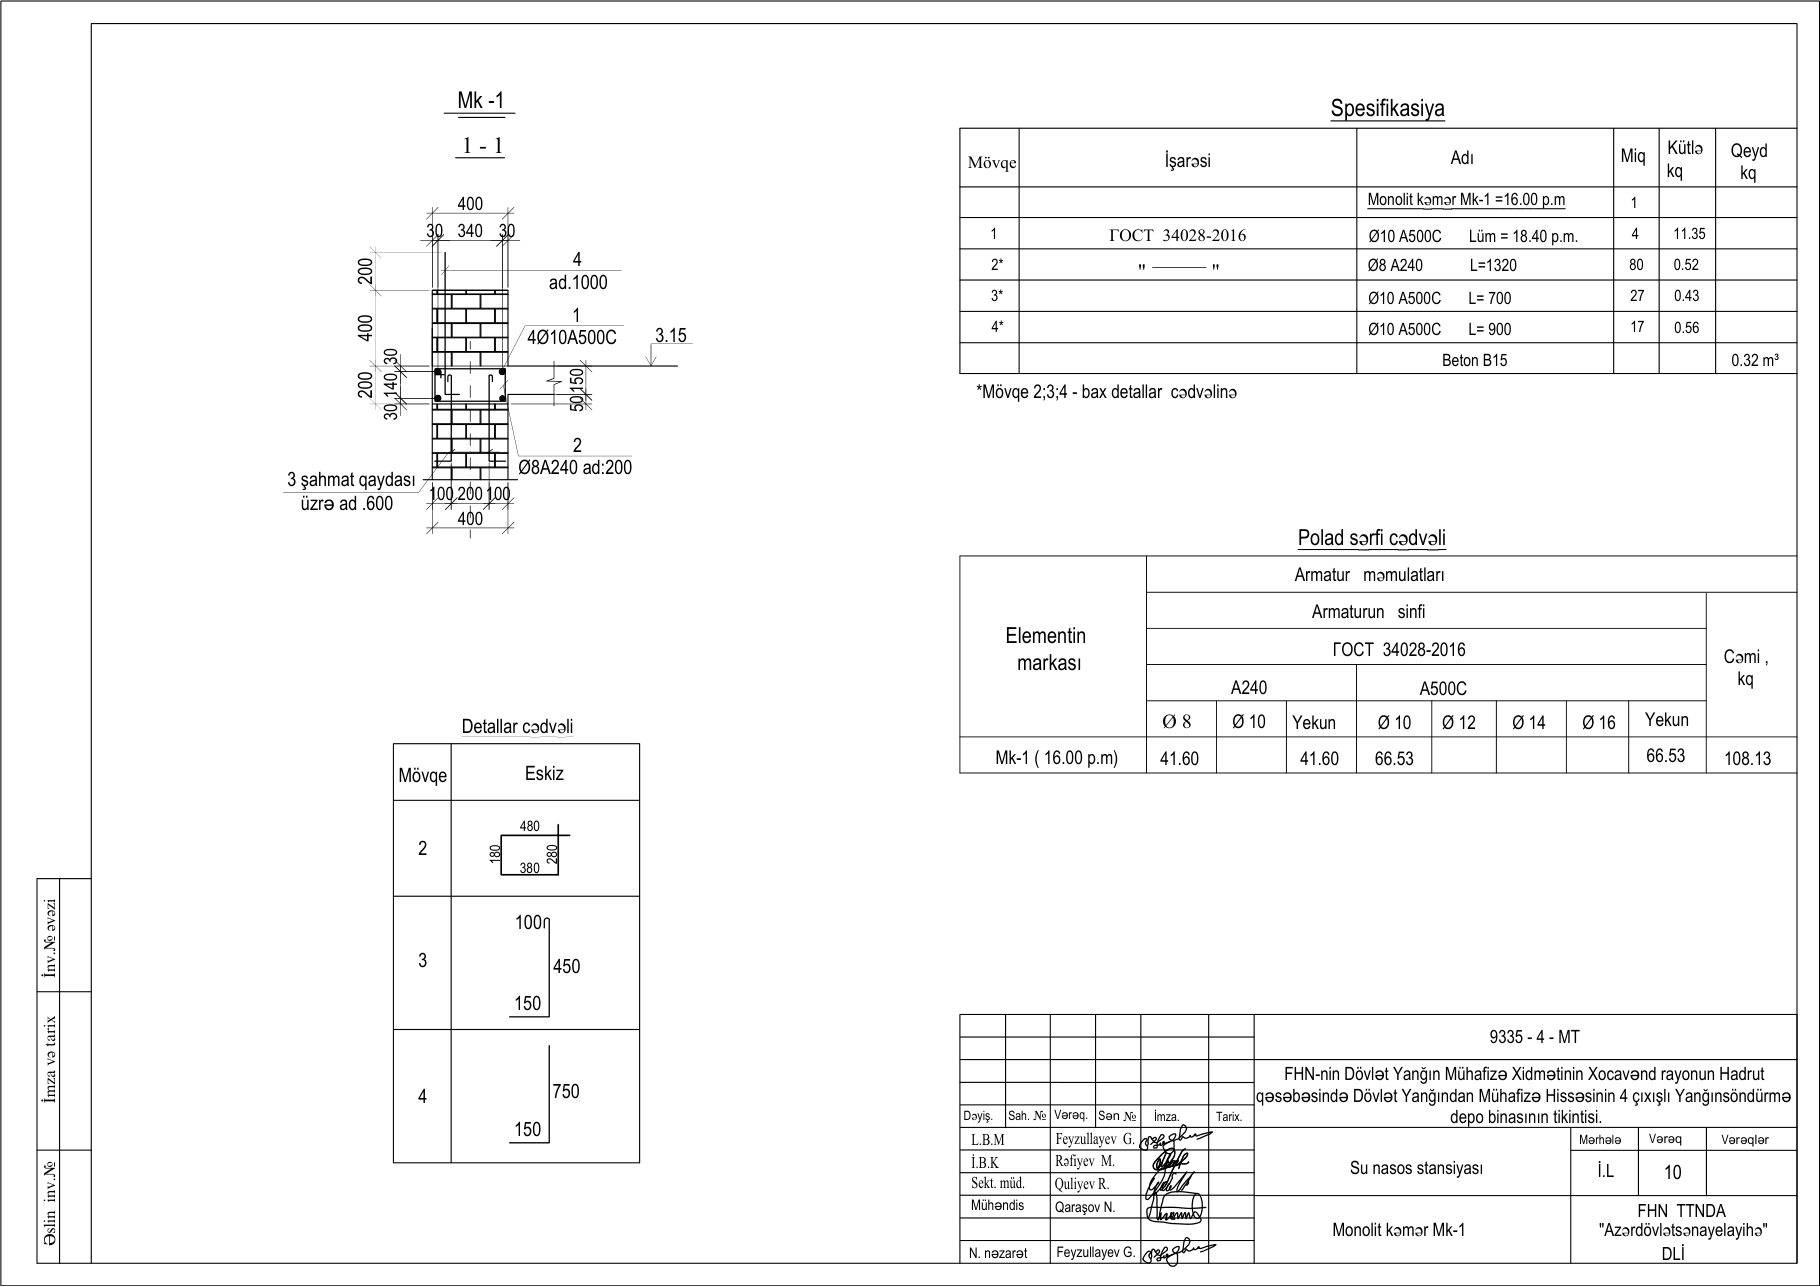 Mk -1
1 - 1
400
30 340 30
200
400
200
30
140
30
4
ad.1000
1
4Ø10A500C
3.15
150
50
2
Ø8A240 ad:200
3 şahmat qaydası
üzrə ad .600
100 200 100
400
Spesifikasiya
Mövqe İşarəsi Adı Miq Kütlə kq Qeyd kq
Monolit kəmər Mk-1 =16.00 p.m 1
1 ГОСТ 34028-2016 Ø10 A500C Lüm = 18.40 p.m. 4 11.35
2* " ——— " Ø8 A240 L=1320 80 0.52
3* Ø10 A500C L= 700 27 0.43
4* Ø10 A500C L= 900 17 0.56
Beton B15 0.32 m³
*Mövqe 2;3;4 - bax detallar cədvəlinə
Polad sərfi cədvəli
Elementin
markası
Armatur məmulatları
Armaturun sinfi
ГОСТ 34028-2016
Cəmi ,
kq
A240 A500C
Ø 8 Ø 10 Yekun Ø 10 Ø 12 Ø 14 Ø 16 Yekun
Mk-1 ( 16.00 p.m) 41.60 41.60 66.53 66.53 108.13
Detallar cədvəli
Mövqe Eskiz
2
480
180
280
380
3
100
450
150
4
750
150
İnv.№ əvəzi
İmza və tarix
Əslin inv.№
9335 - 4 - MT
FHN-nin Dövlət Yanğın Mühafizə Xidmətinin Xocavənd rayonun Hadrut
qəsəbəsində Dövlət Yanğından Mühafizə Hissəsinin 4 çıxışlı Yanğınsöndürmə
depo binasının tikintisi.
Dəyiş. Sah. № Vərəq. Sən № İmza. Tarix.
L.B.M Feyzullayev G.
İ.B.K Rəfiyev M.
Sekt. müd. Quliyev R.
Mühəndis Qaraşov N.
N. nəzarət Feyzullayev G.
Su nasos stansiyası
Mərhələ Vərəq Vərəqlər
İ.L 10
Monolit kəmər Mk-1
FHN TTNDA
"Azərdövlətsənayelayihə"
DLİ